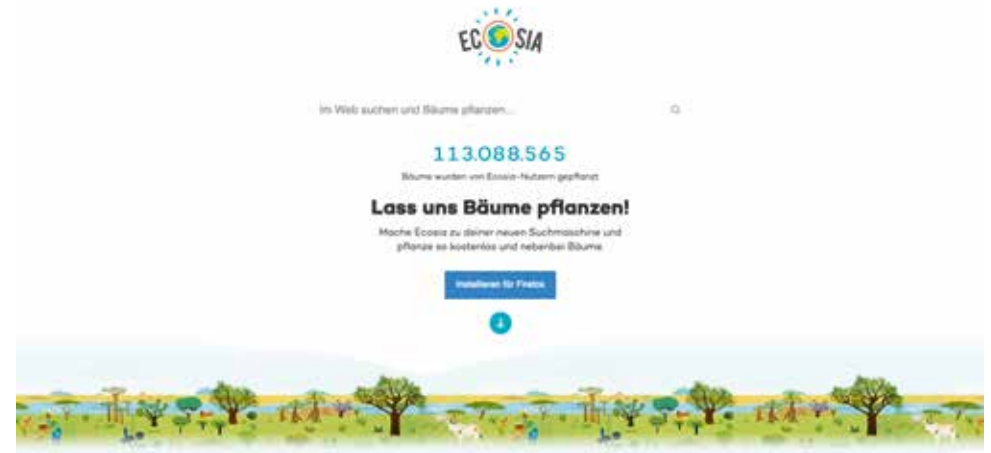 ECOSIA
Im Web suchen und Bäume pflanzen...
113.088.565
Bäume wurden von Ecosia-Nutzern gepflanzt
Lass uns Bäume pflanzen!
Mache Ecosia zu deiner neuen Suchmaschine und
pflanze so kostenlos und nebenbei Bäume
Installieren für Firefox